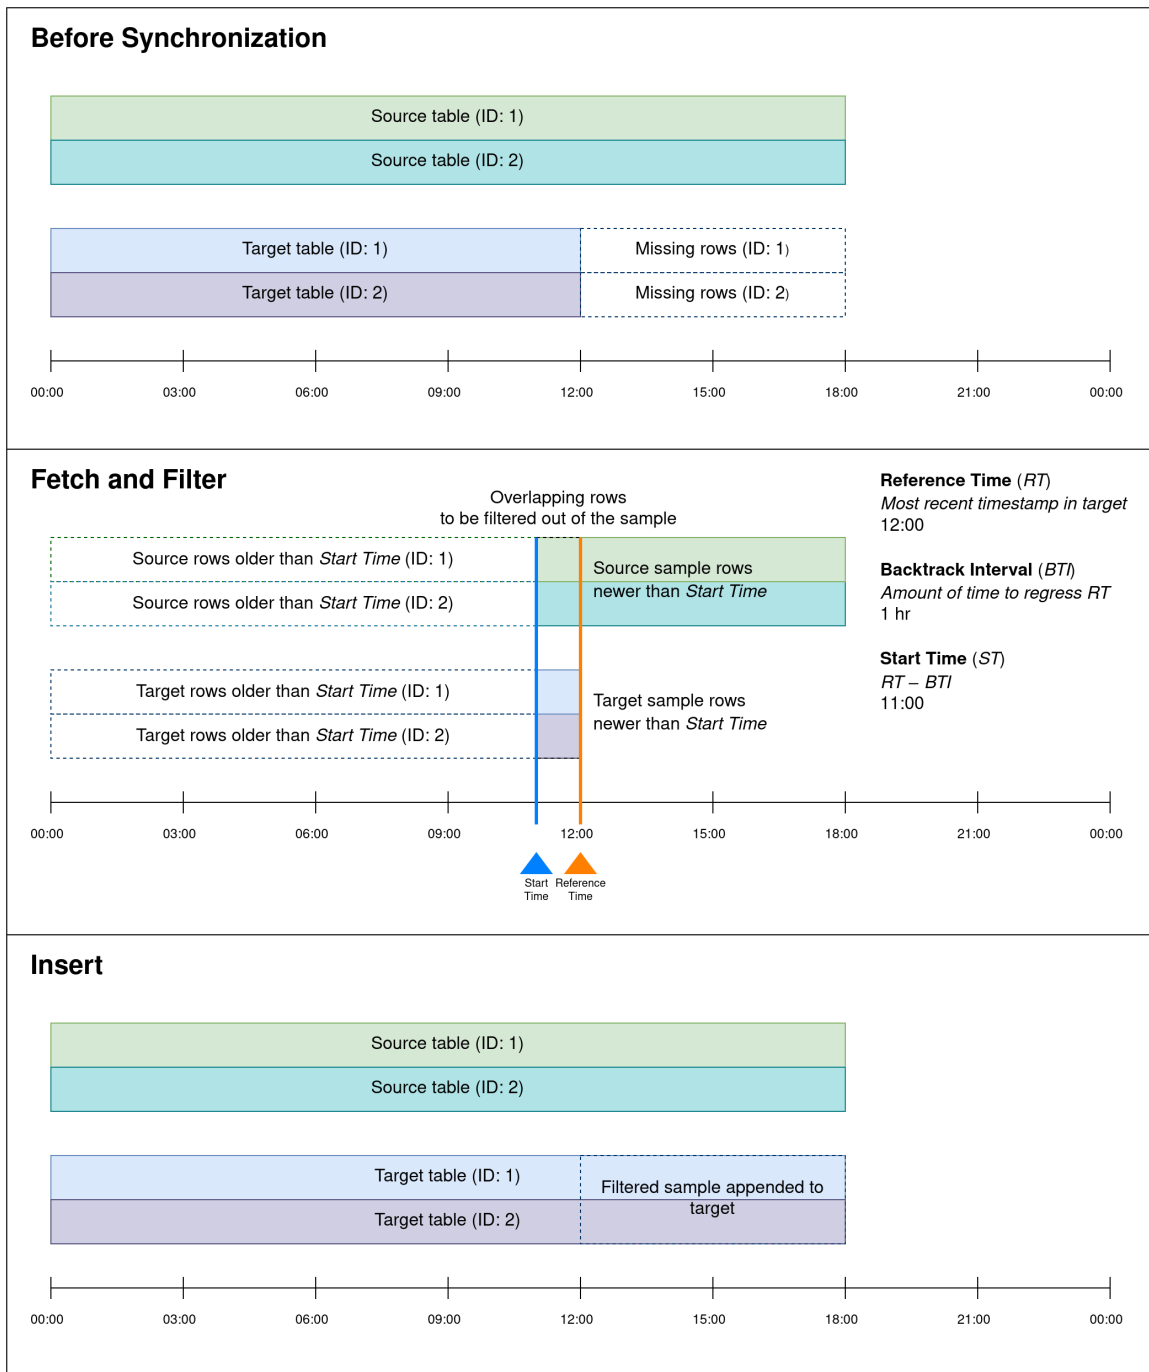 Before Synchronization
Source table (ID: 1)
Source table (ID: 2)
Target table (ID: 1)
Missing rows (ID: 1)
Target table (ID: 2)
Missing rows (ID: 2)
00:00 03:00 06:00 09:00 12:00 15:00 18:00 21:00 00:00
Fetch and Filter
Overlapping rows
to be filtered out of the sample
Source rows older than Start Time (ID: 1)
Source rows older than Start Time (ID: 2)
Source sample rows
newer than Start Time
Target rows older than Start Time (ID: 1)
Target rows older than Start Time (ID: 2)
Target sample rows
newer than Start Time
Reference Time (RT)
Most recent timestamp in target
12:00
Backtrack Interval (BTI)
Amount of time to regress RT
1 hr
Start Time (ST)
RT – BTI
11:00
00:00 03:00 06:00 09:00 12:00 15:00 18:00 21:00 00:00
Start
Time
Reference
Time
Insert
Source table (ID: 1)
Source table (ID: 2)
Target table (ID: 1)
Target table (ID: 2)
Filtered sample appended to
target
00:00 03:00 06:00 09:00 12:00 15:00 18:00 21:00 00:00